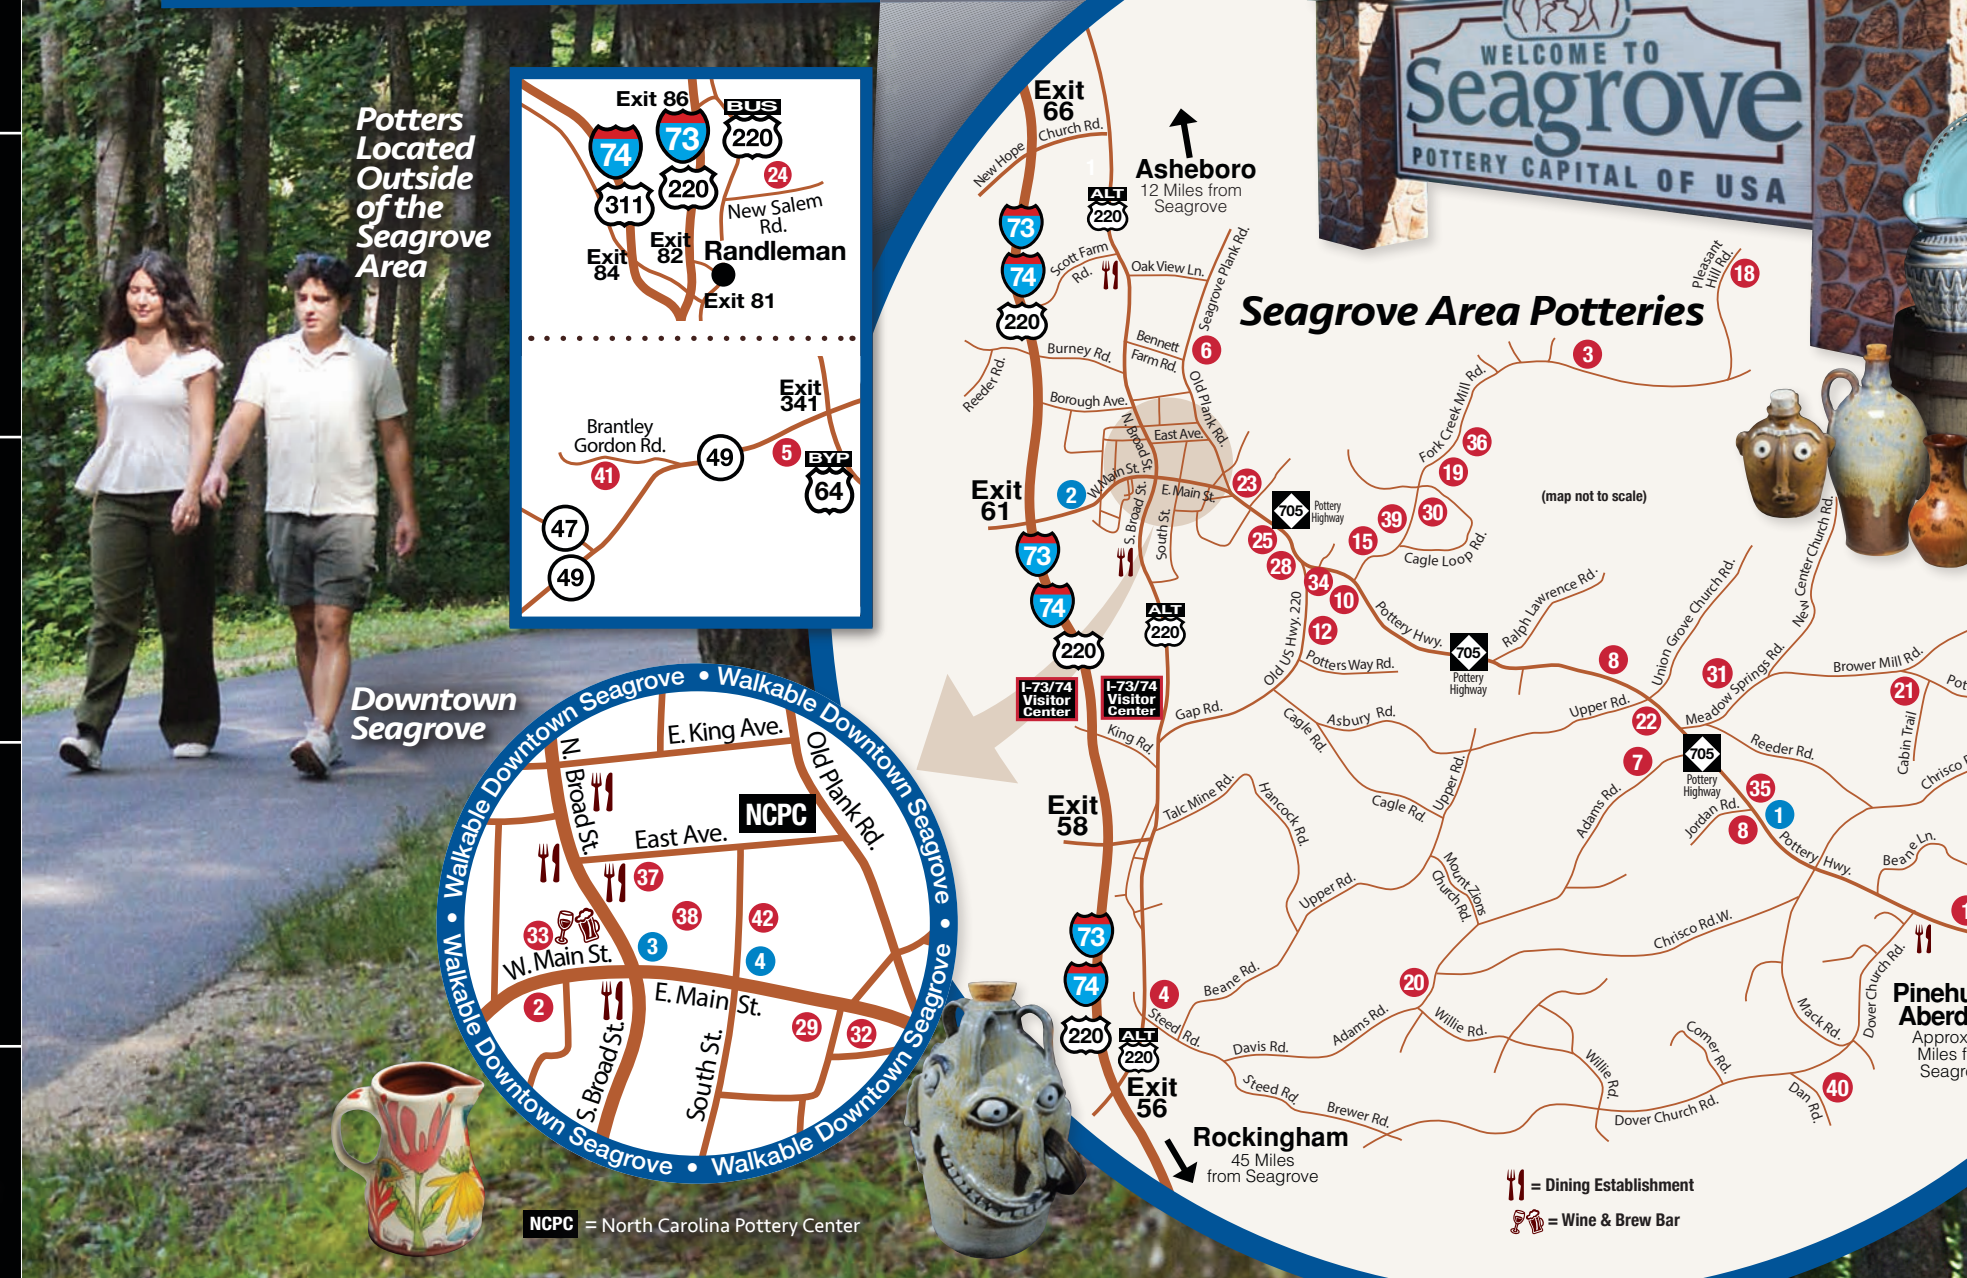 WELCOME TO
Seagrove
POTTERY CAPITAL OF USA
Potters
Located
Outside
of the
Seagrove
Area
Exit 86
BUS
220
74
73
24
311
220
New Salem
Rd.
Exit
84
Exit
82
Randleman
Exit 81
Exit
341
Brantley
Gordon Rd.
41
49
5
BYP
64
47
49
Downtown
Seagrove
Walkable Downtown Seagrove • Walkable Downtown Seagrove •
Walkable Downtown Seagrove • Walkable Downtown Seagrove •
E. King Ave.
N. Broad St.
Old Plank Rd.
NCPC
East Ave.
37
38
42
33
3
4
W. Main St.
2
E. Main St.
29
32
S. Broad St.
South St.
NCPC = North Carolina Pottery Center
Exit
66
Church Rd.
New Hope
1
Asheboro
12 Miles from
Seagrove
ALT
220
73
74
220
Scott Farm
Rd.
Oak View Ln.
Seagrove Plank Rd.
Seagrove Area Potteries
Pleasant
Hill Rd.
18
Burney Rd.
Bennett
Farm Rd.
6
3
Reeder Rd.
Old Plank Rd.
Borough Ave.
Fork Creek Mill Rd.
N. Broad St.
East Ave.
36
19
W. Main St.
E. Main St.
23
Exit
61
2
705
Pottery
Highway
39
30
(map not to scale)
S. Broad St.
South St.
25
15
Cagle Loop Rd.
New Center Church Rd.
73
28
34
10
74
ALT
220
Old US Hwy. 220
12
Pottery Hwy.
Ralph Lawrence Rd.
Union Grove Church Rd.
220
Potters Way Rd.
705
Pottery
Highway
8
31
Meadow Springs Rd.
Brower Mill Rd.
21
Pot
I-73/74
Visitor
Center
I-73/74
Visitor
Center
Gap Rd.
Cagle Rd.
Asbury Rd.
Upper Rd.
22
Cabin Trail
King Rd.
7
705
Pottery
Highway
Reeder Rd.
Chrisco
Exit
58
Talc Mine Rd.
Hancock Rd.
Cagle Rd.
Upper Rd.
Adams Rd.
35
Jordan Rd.
8
1
Pottery Hwy.
Beane Ln.
Mount Zions
Church Rd.
Upper Rd.
Chrisco Rd.W.
73
74
220
ALT
220
4
Steed Rd.
Beane Rd.
20
Adams Rd.
Willie Rd.
Davis Rd.
Mack Rd.
Dover Church Rd.
Pinehu
Aberd
Approx
Miles f
Seagr
Exit
56
Steed Rd.
Brewer Rd.
Willie Rd.
Comer Rd.
Dover Church Rd.
Dan Rd.
40
Rockingham
45 Miles
from Seagrove
= Dining Establishment
= Wine & Brew Bar